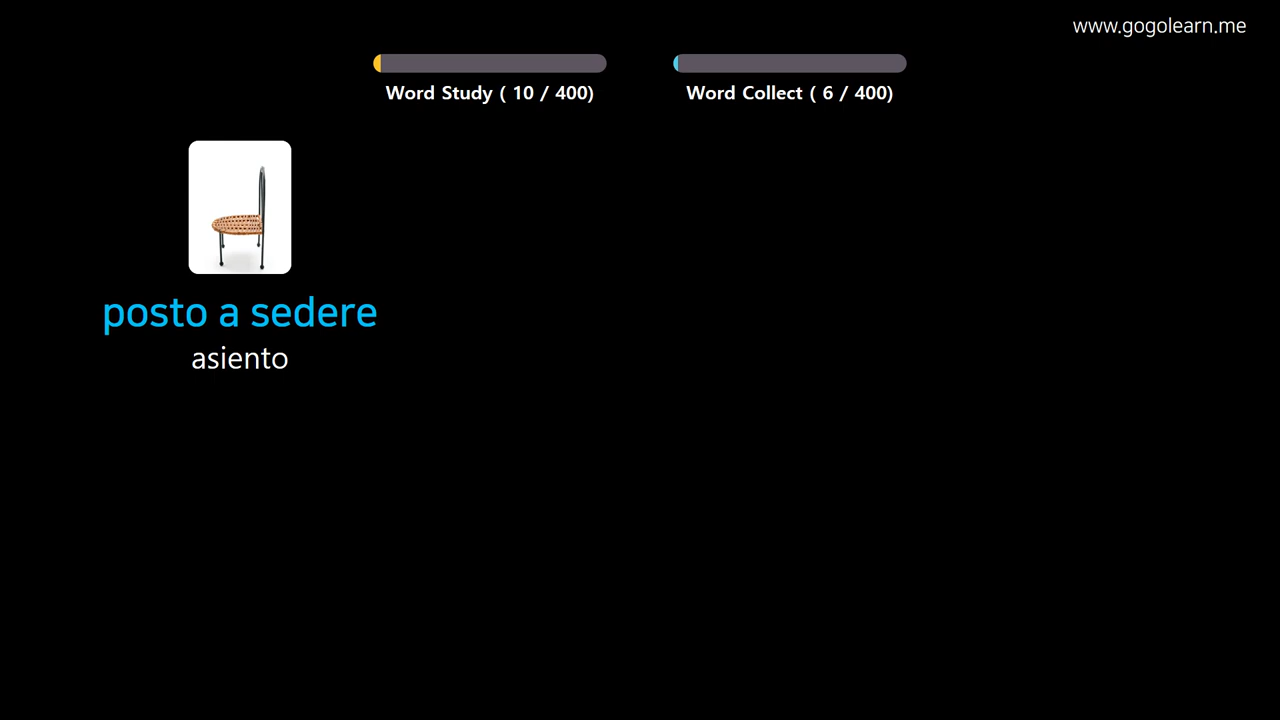 www.gogolearn.me
Word Study ( 10 / 400)
Word Collect ( 6 / 400)
posto a sedere
asiento